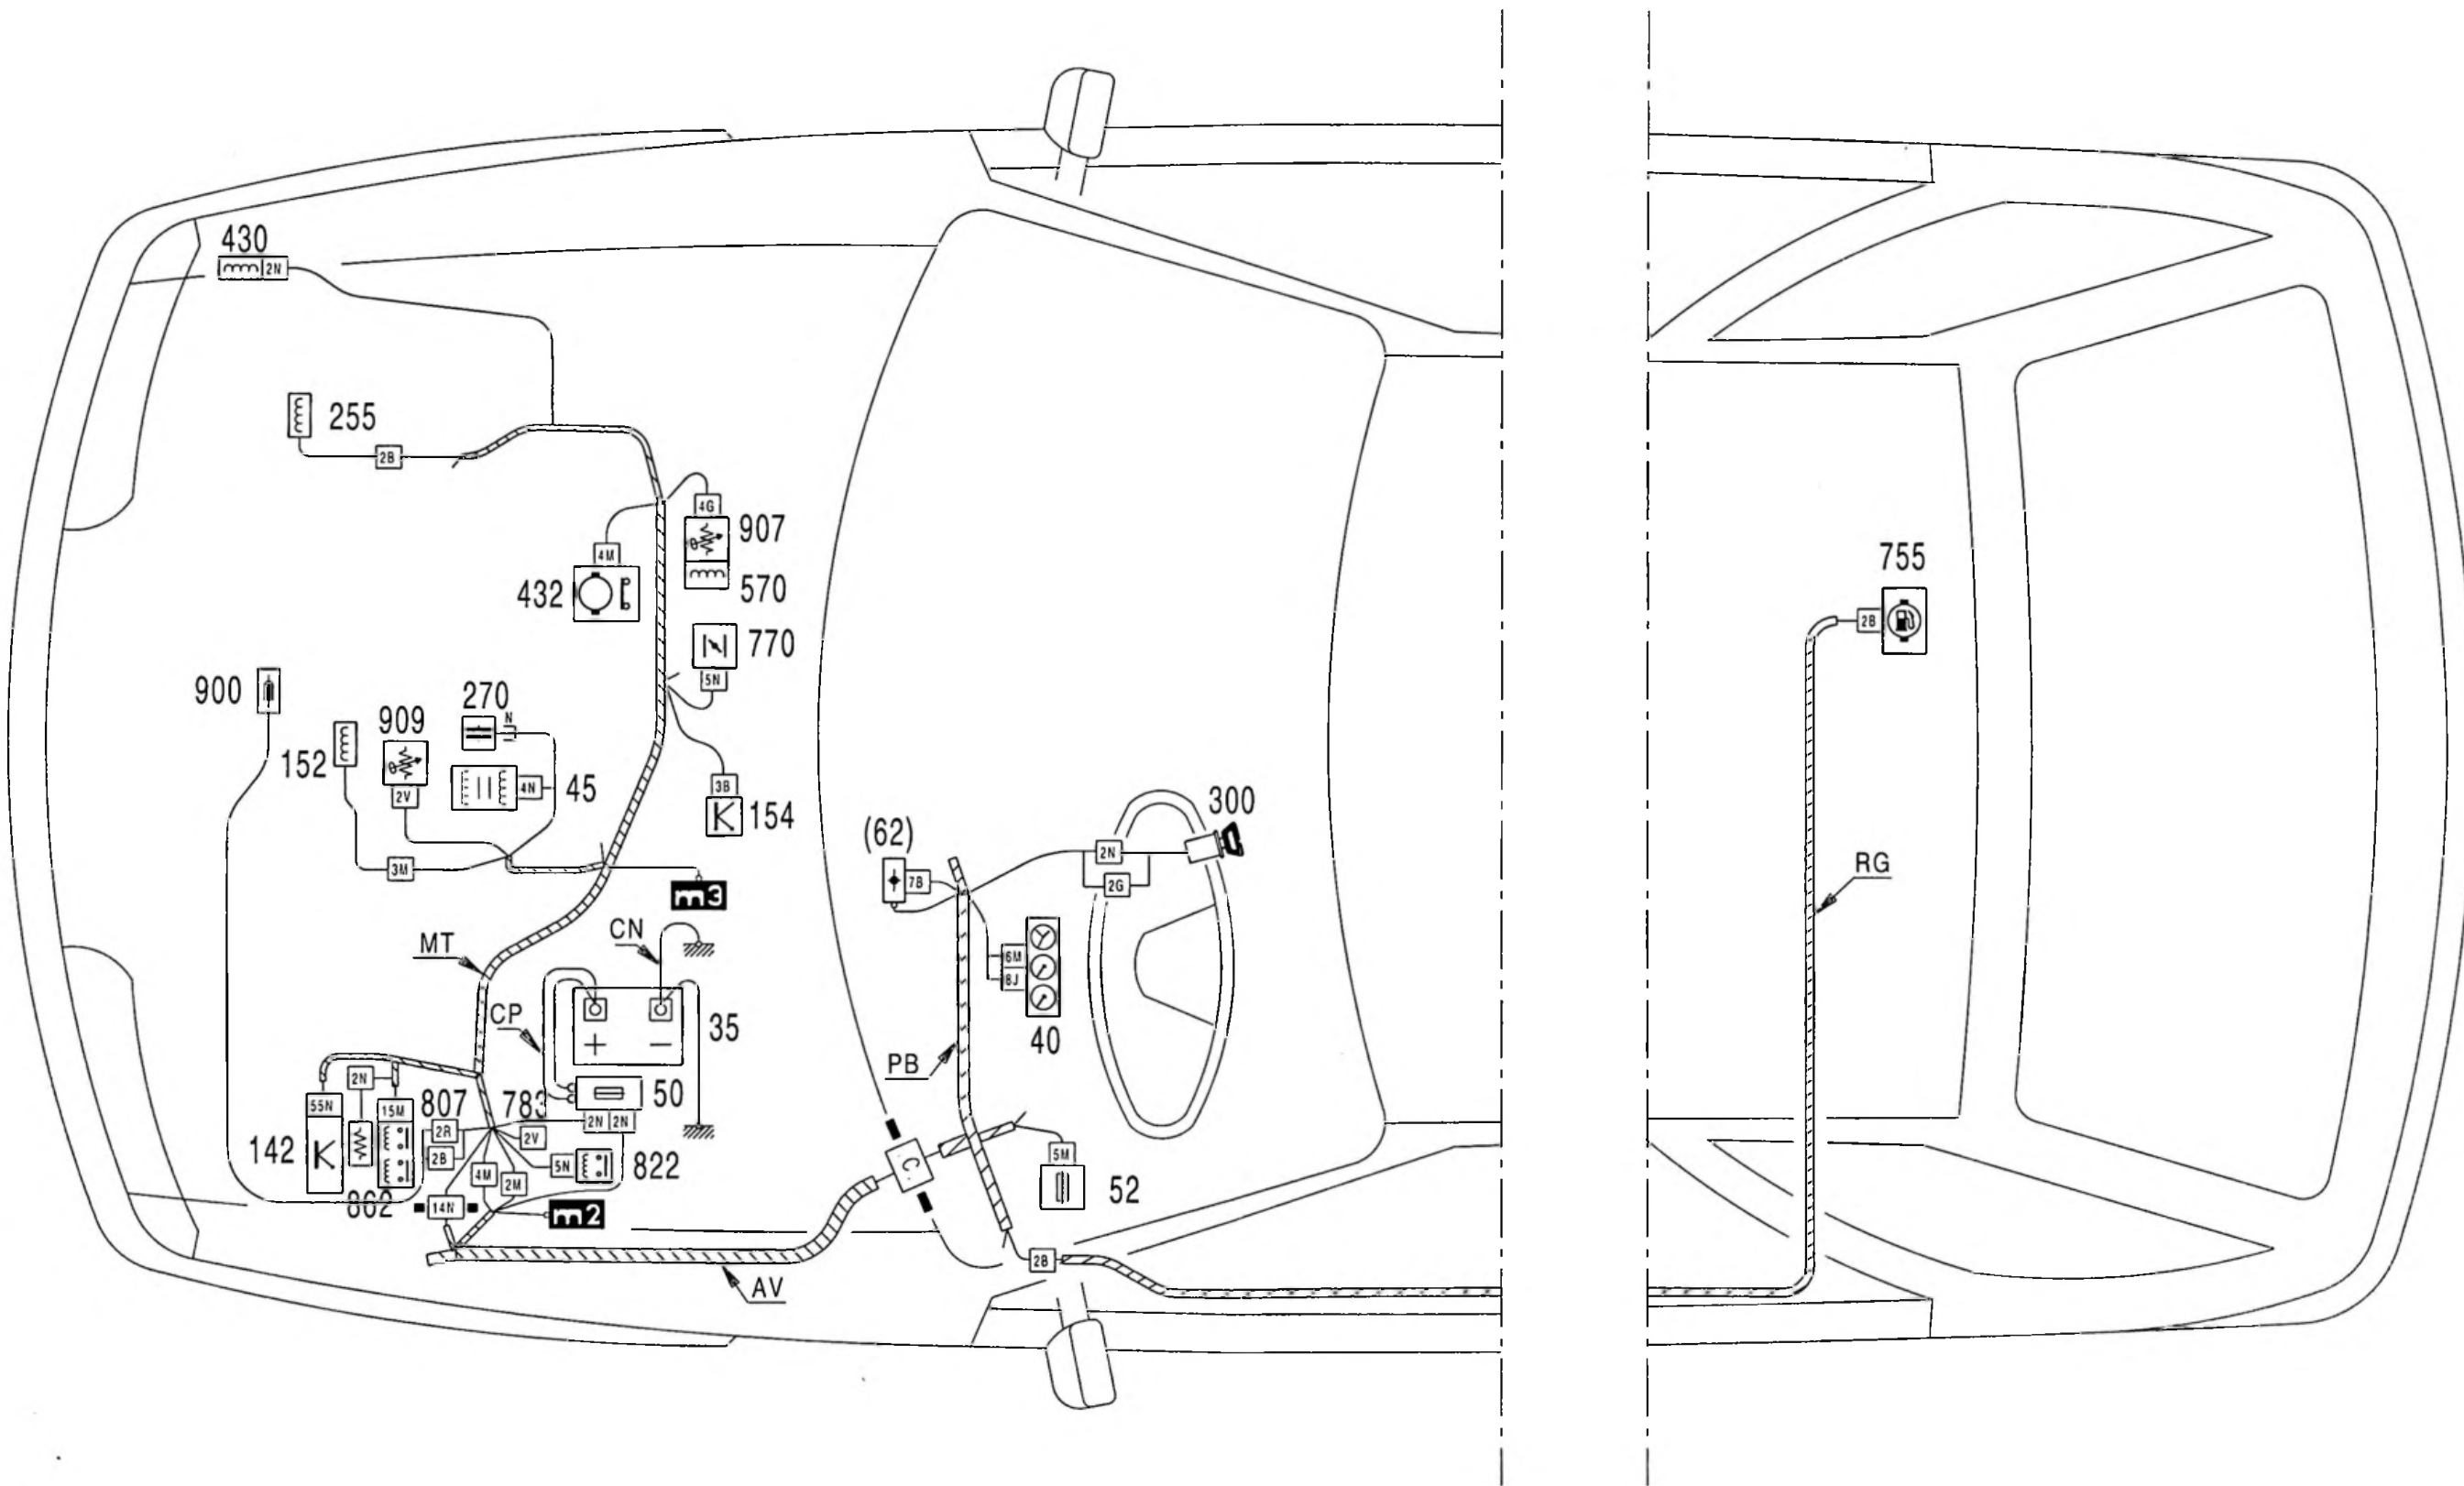 430
2N
255
2B
4G
907
4M
432
570
770
5N
755
2B
900
270
N
909
152
2V
4N
45
3B
154
300
(62)
2N
7B
2G
RG
3M
m3
CN
MT
6M
8J
CP
35
+
−
40
PB
50
2N
807
783
55N
15M
2N
2N
2R
2V
142
2B
5N
822
C
5M
52
4M
2M
862
14N
m2
2B
AV